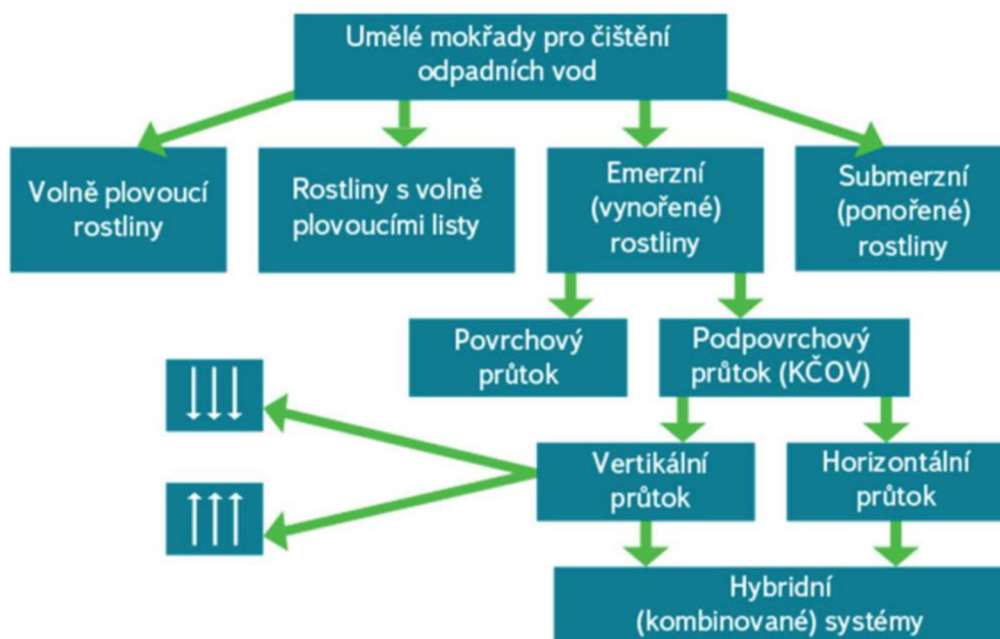 Umělé mokřady pro čištění
odpadních vod
Volně plovoucí
rostliny
Rostliny s volně
plovoucími listy
Emerzní
(vynořené)
rostliny
Submerzní
(ponořené)
rostliny
Povrchový
průtok
Podpovrchový
průtok (KČOV)
Vertikální
průtok
Horizontální
průtok
Hybridní
(kombinované) systémy